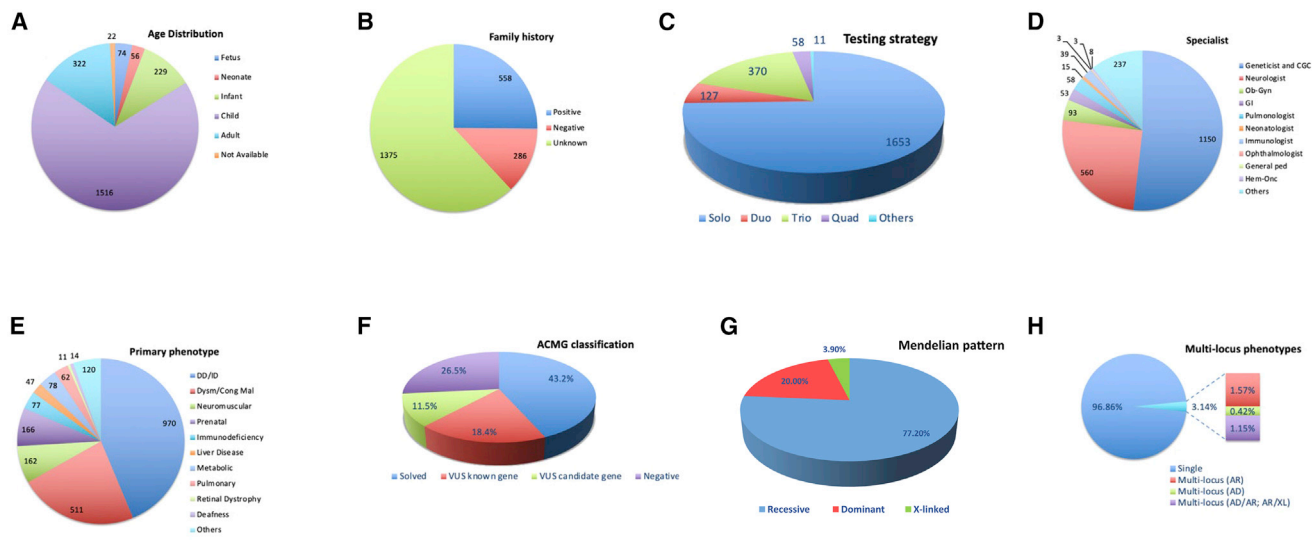 A
Age Distribution
22
74
56
229
322
1516
Fetus
Neonate
Infant
Child
Adult
Not Available
B
Family history
558
286
1375
Positive
Negative
Unknown
C
Testing strategy
58
11
370
127
1653
Solo
Duo
Trio
Quad
Others
D
Specialist
3
3
8
39
15
58
53
93
237
1150
560
Geneticist and CGC
Neurologist
Ob-Gyn
GI
Pulmonologist
Neonatologist
Immunologist
Ophthalmologist
General ped
Hem-Onc
Others
E
Primary phenotype
11
14
47
62
120
78
77
166
162
970
511
DD/ID
Dysm/Cong Mal
Neuromuscular
Prenatal
Immunodeficiency
Liver Disease
Metabolic
Pulmonary
Retinal Dystrophy
Deafness
Others
F
ACMG classification
26.5%
43.2%
11.5%
18.4%
Solved
VUS known gene
VUS candidate gene
Negative
G
Mendelian pattern
3.90%
20.00%
77.20%
Recessive
Dominant
X-linked
H
Multi-locus phenotypes
96.86%
3.14%
1.57%
0.42%
1.15%
Single
Multi-locus (AR)
Multi-locus (AD)
Multi-locus (AD/AR; AR/XL)